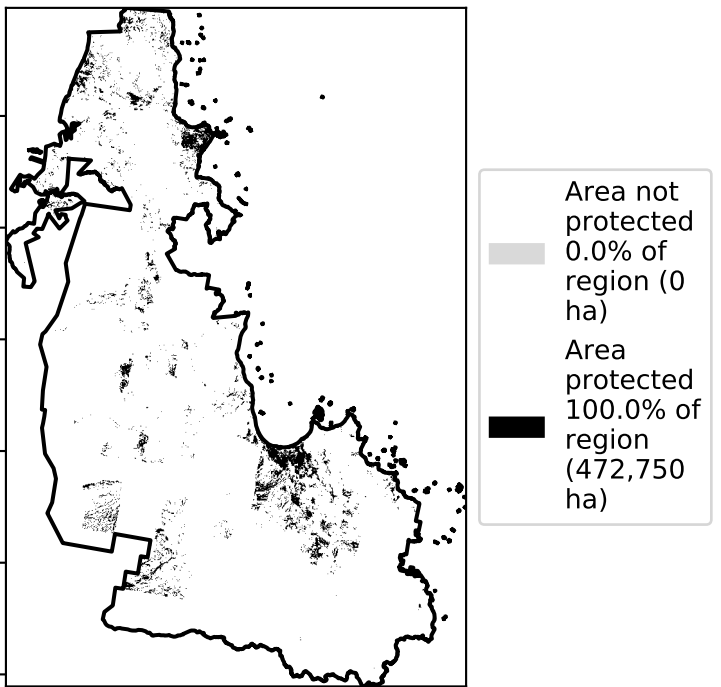 Area not
protected
0.0% of
region (0
ha)
Area
protected
100.0% of
region
(472,750
ha)